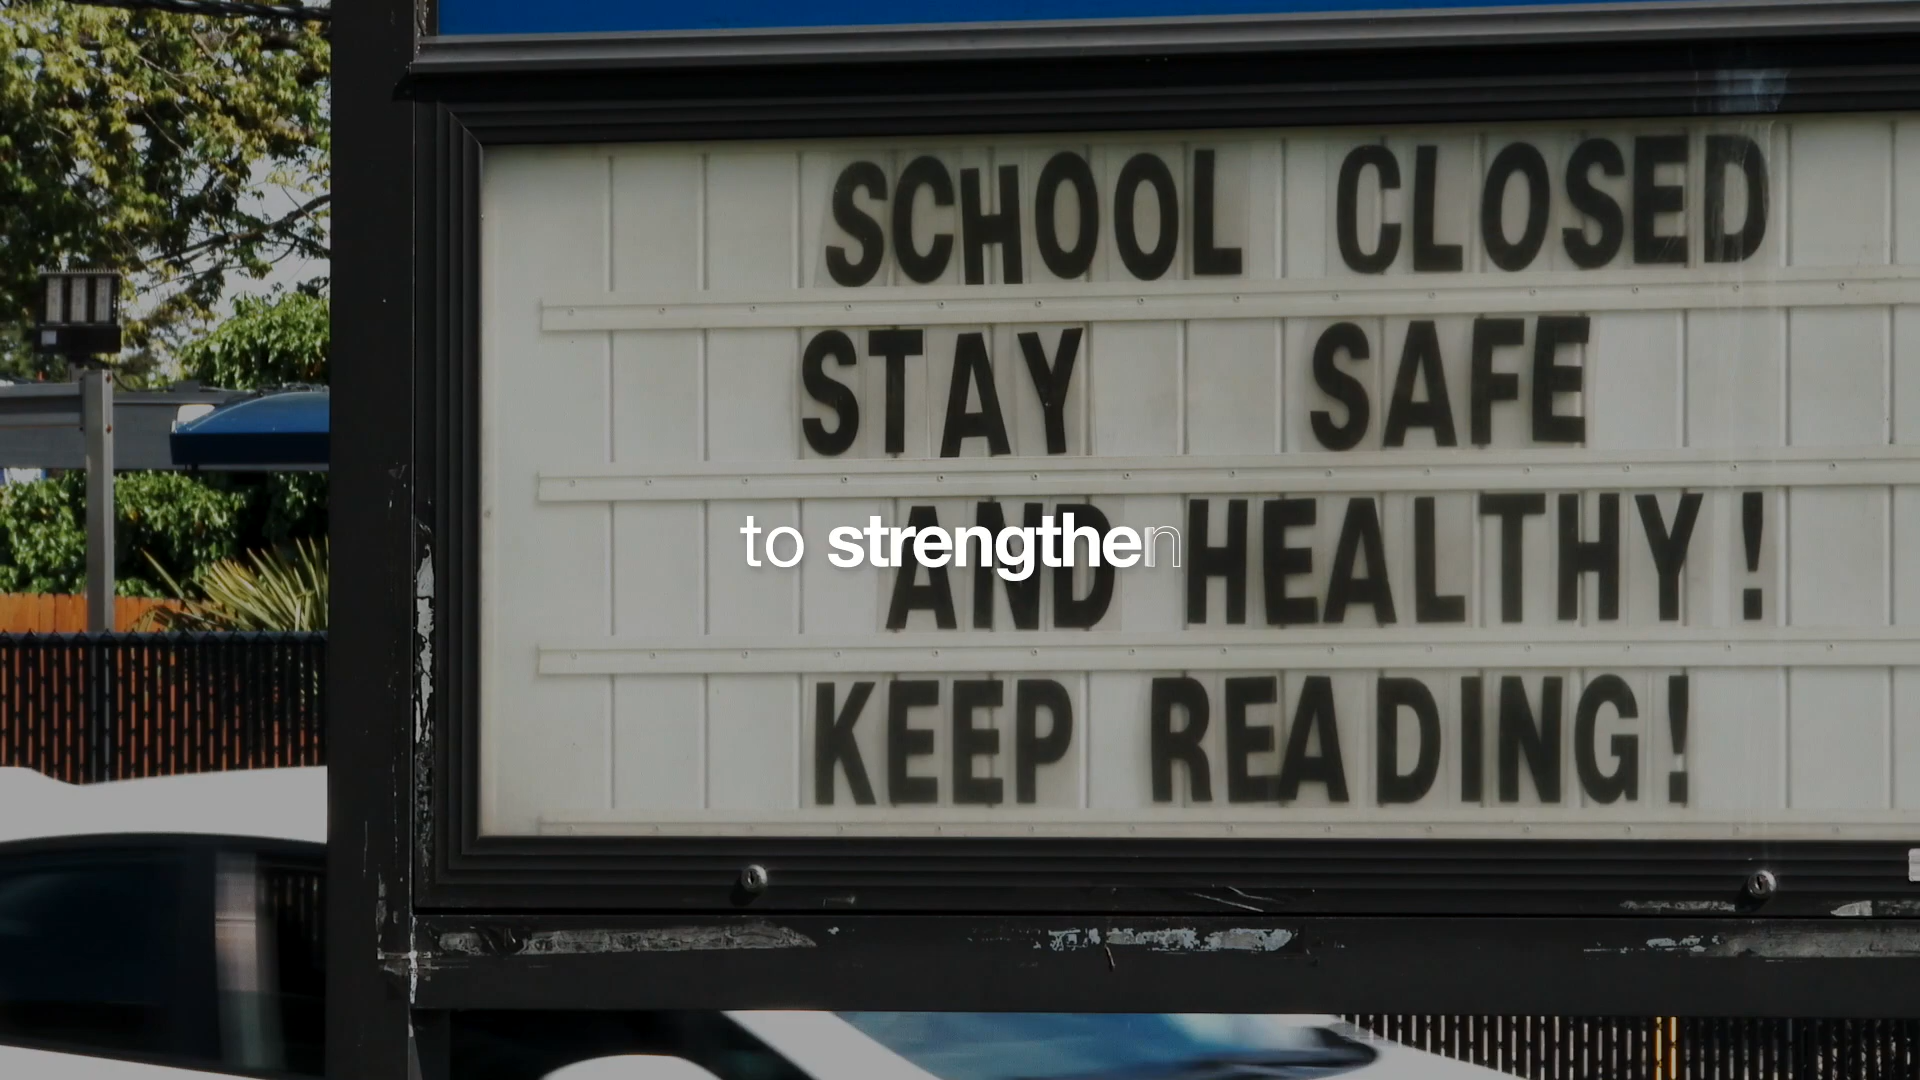 SCHOOL CLOSED
STAY SAFE
AND HEALTHY!
to strengthen
KEEP READING!